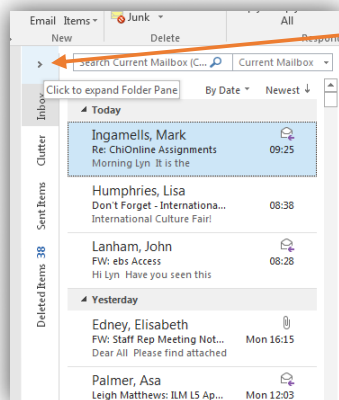 Email Items Junk All
New Delete Respon
Search Current Mailbox (C... Current Mailbox
Click to expand Folder Pane By Date Newest ↓
Inbox
Clutter
Sent Items
Deleted Items 38
Today
Ingamells, Mark
Re: ChiOnline Assignments 09:25
Morning Lyn It is the
Humphries, Lisa
Don't Forget - Internationa... 08:38
International Culture Fair!
Lanham, John
FW: ebs Access 08:28
Hi Lyn Have you seen this
Yesterday
Edney, Elisabeth
FW: Staff Rep Meeting Not... Mon 16:15
Dear All Please find attached
Palmer, Asa
Leigh Matthews: ILM L5 Ap... Mon 12:03